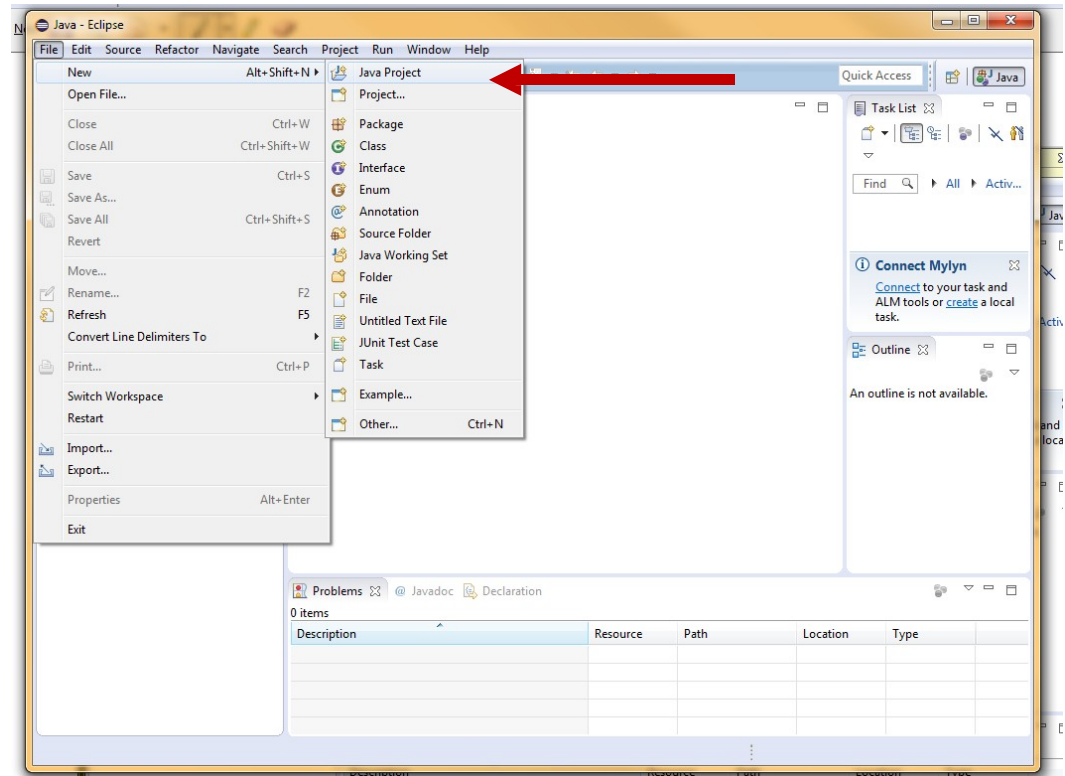 Java - Eclipse
File Edit Source Refactor Navigate Search Project Run Window Help
New Alt+Shift+N
Open File...
Close Ctrl+W
Close All Ctrl+Shift+W
Save Ctrl+S
Save As...
Save All Ctrl+Shift+S
Revert
Move...
Rename... F2
Refresh F5
Convert Line Delimiters To
Print... Ctrl+P
Switch Workspace
Restart
Import...
Export...
Properties Alt+Enter
Exit
Java Project
Project...
Package
Class
Interface
Enum
Annotation
Source Folder
Java Working Set
Folder
File
Untitled Text File
JUnit Test Case
Task
Example...
Other... Ctrl+N
Quick Access Java
Task List
Find All Activ...
Connect Mylyn
Connect to your task and
ALM tools or create a local
task.
Outline
An outline is not available.
Problems @ Javadoc Declaration
0 items
Description Resource Path Location Type